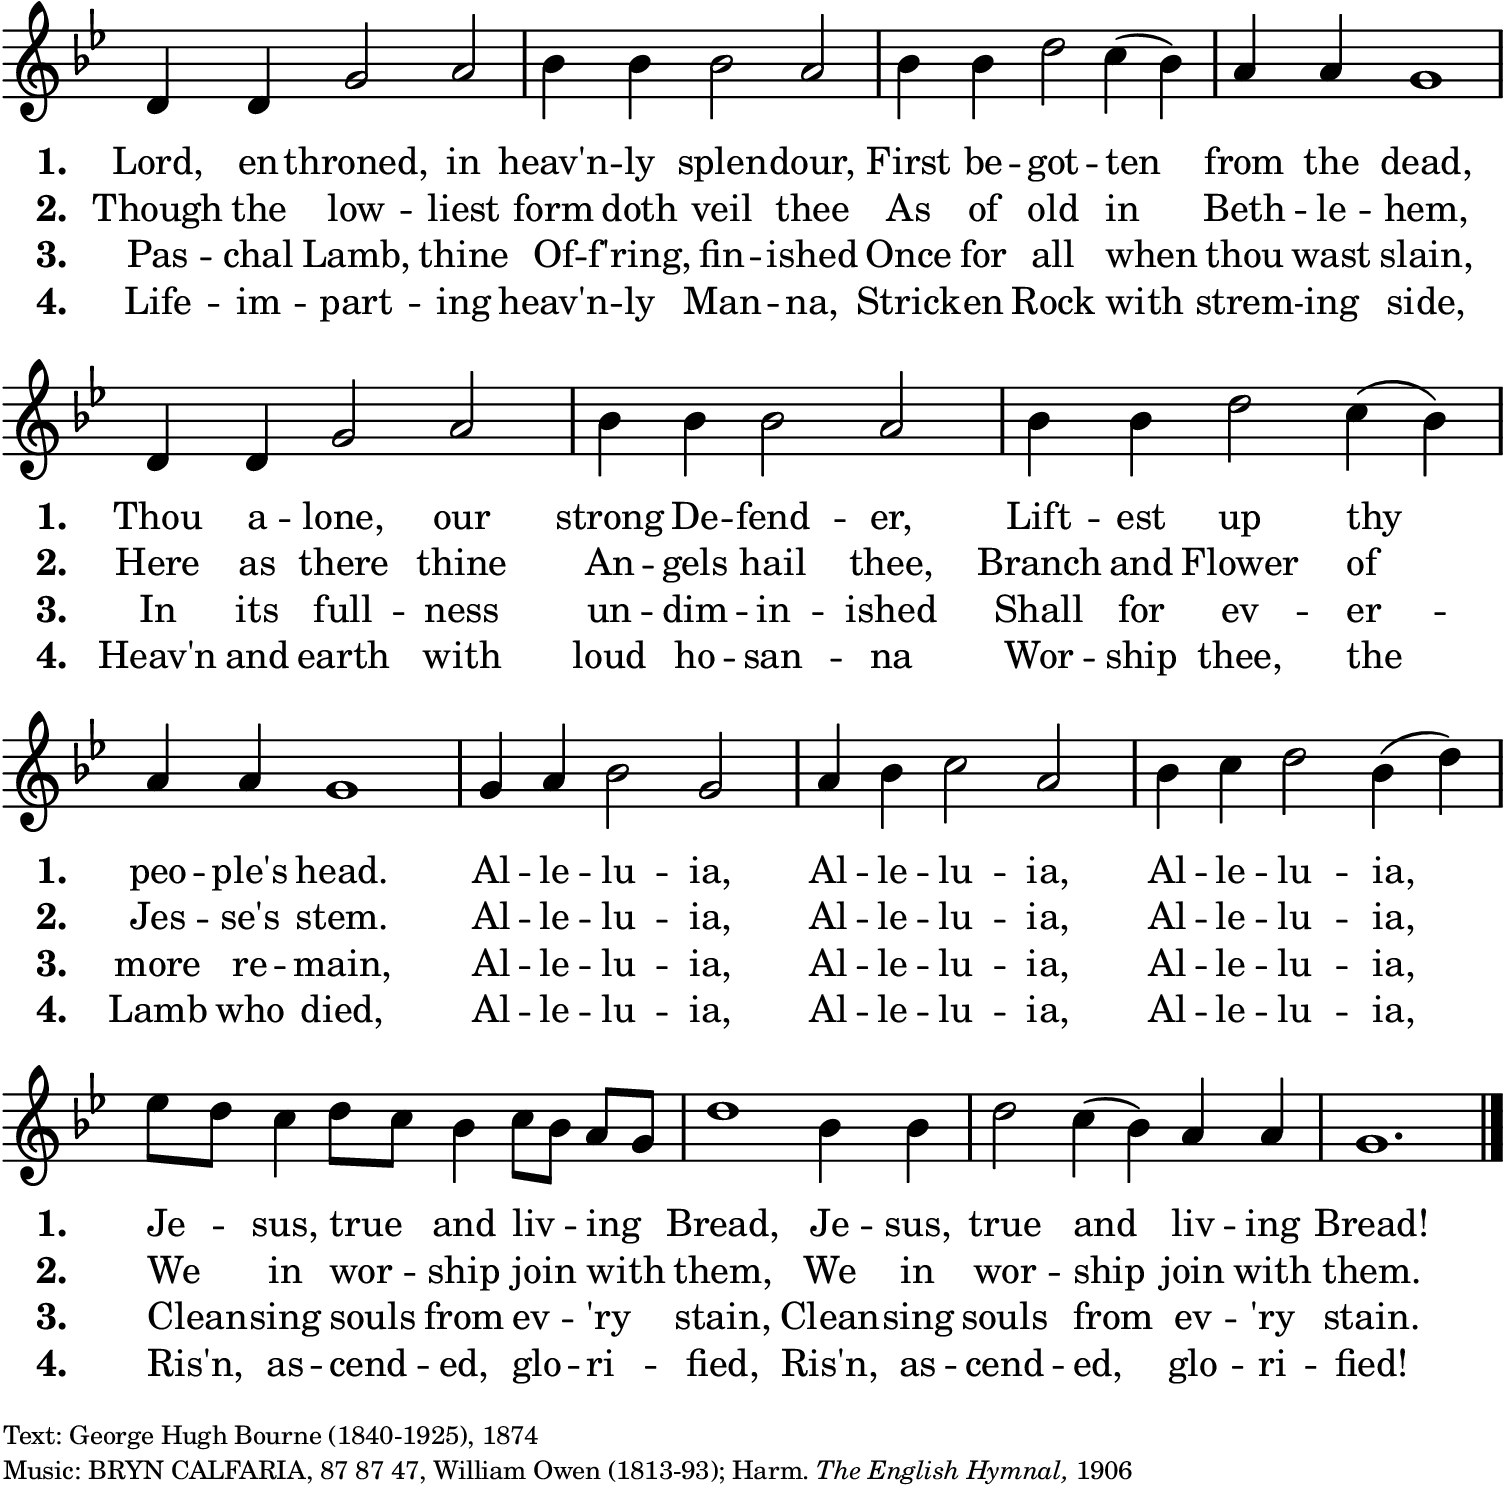 1. Lord, en-throned, in heav'n-ly splen-dour, First be-got-ten from the dead,
2. Though the low-liest form doth veil thee As of old in Beth-le-hem,
3. Pas-chal Lamb, thine Of-f'ring, fin-ished Once for all when thou wast slain,
4. Life-im-part-ing heav'n-ly Man-na, Strick-en Rock with strem-ing side,
1. Thou a-lone, our strong De-fend-er, Lift-est up thy
2. Here as there thine An-gels hail thee, Branch and Flower of
3. In its full-ness un-dim-in-ished Shall for ev-er-
4. Heav'n and earth with loud ho-san-na Wor-ship thee, the
1. peo-ple's head. Al-le-lu-ia, Al-le-lu-ia, Al-le-lu-ia,
2. Jes-se's stem. Al-le-lu-ia, Al-le-lu-ia, Al-le-lu-ia,
3. more re-main, Al-le-lu-ia, Al-le-lu-ia, Al-le-lu-ia,
4. Lamb who died, Al-le-lu-ia, Al-le-lu-ia, Al-le-lu-ia,
1. Je-sus, true and liv-ing Bread, Je-sus, true and liv-ing Bread!
2. We in wor-ship join with them, We in wor-ship join with them.
3. Clean-sing souls from ev-'ry stain, Clean-sing souls from ev-'ry stain.
4. Ris'n, as-cend-ed, glo-ri-fied, Ris'n, as-cend-ed, glo-ri-fied!
Text: George Hugh Bourne (1840-1925), 1874
Music: BRYN CALFARIA, 87 87 47, William Owen (1813-93); Harm. The English Hymnal, 1906